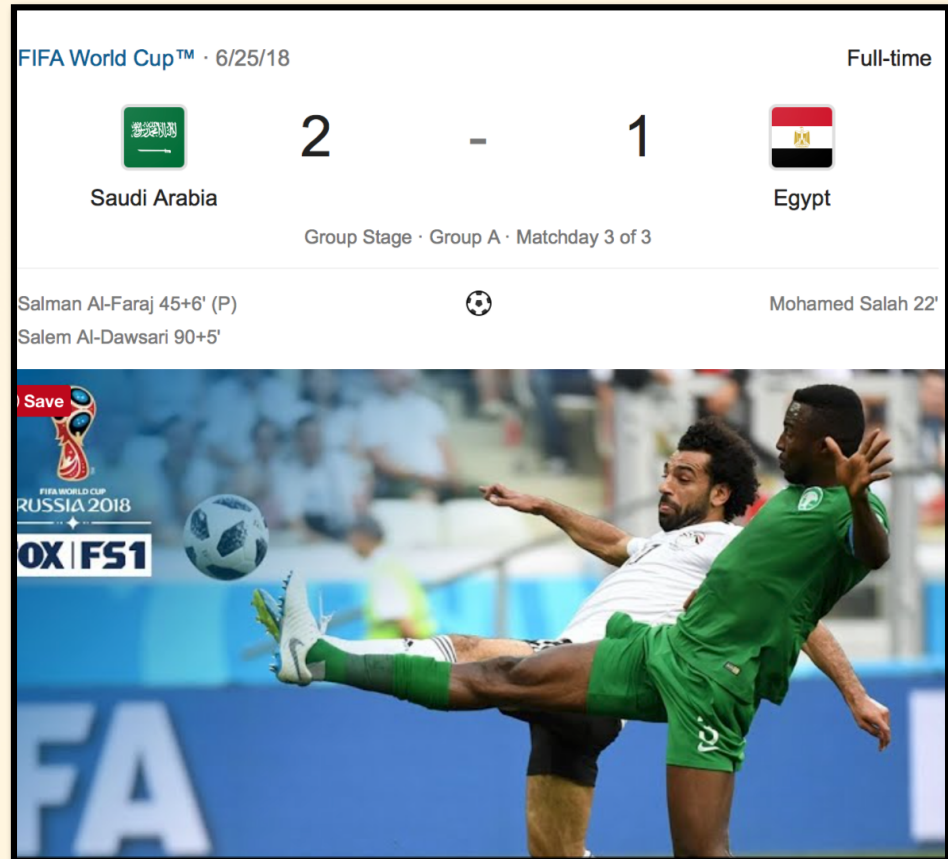 FIFA World Cup™ · 6/25/18
Full-time
2 - 1
Saudi Arabia
Egypt
Group Stage · Group A · Matchday 3 of 3
Salman Al-Faraj 45+6' (P)
Mohamed Salah 22'
Salem Al-Dawsari 90+5'
Save
FIFA WORLD CUP
RUSSIA 2018
OX | FS1
FA